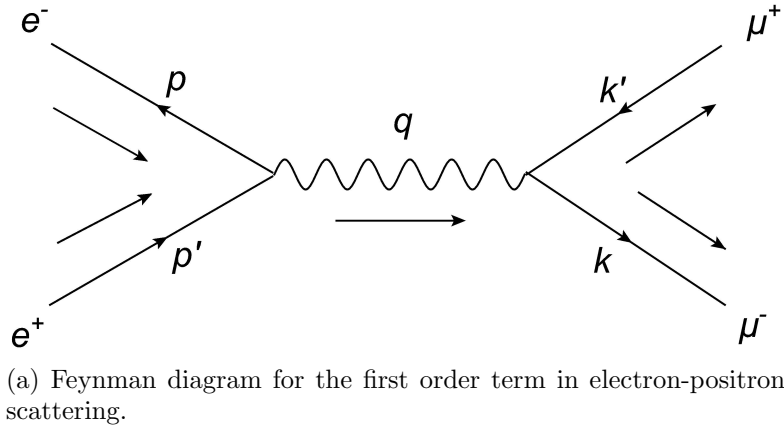 e⁻ μ⁺
p k'
q
p' k
e⁺ μ⁻
(a) Feynman diagram for the first order term in electron-positron
scattering.